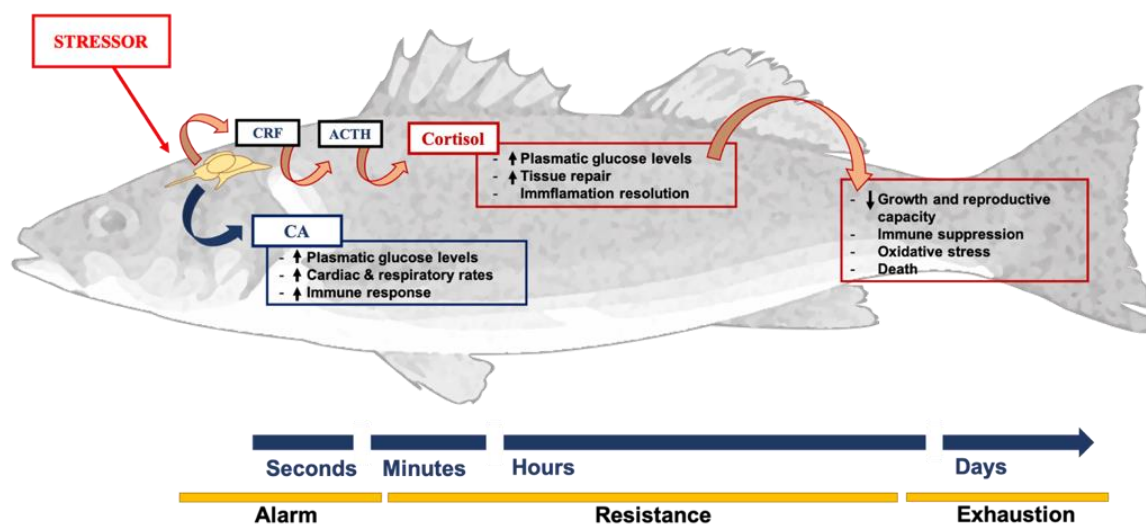 STRESSOR
CRF
ACTH
Cortisol
- Plasmatic glucose levels
- Tissue repair
- Immflamation resolution
CA
- Plasmatic glucose levels
- Cardiac & respiratory rates
- Immune response
- Growth and reproductive
capacity
- Immune suppression
- Oxidative stress
- Death
Seconds
Minutes
Hours
Days
Alarm
Resistance
Exhaustion